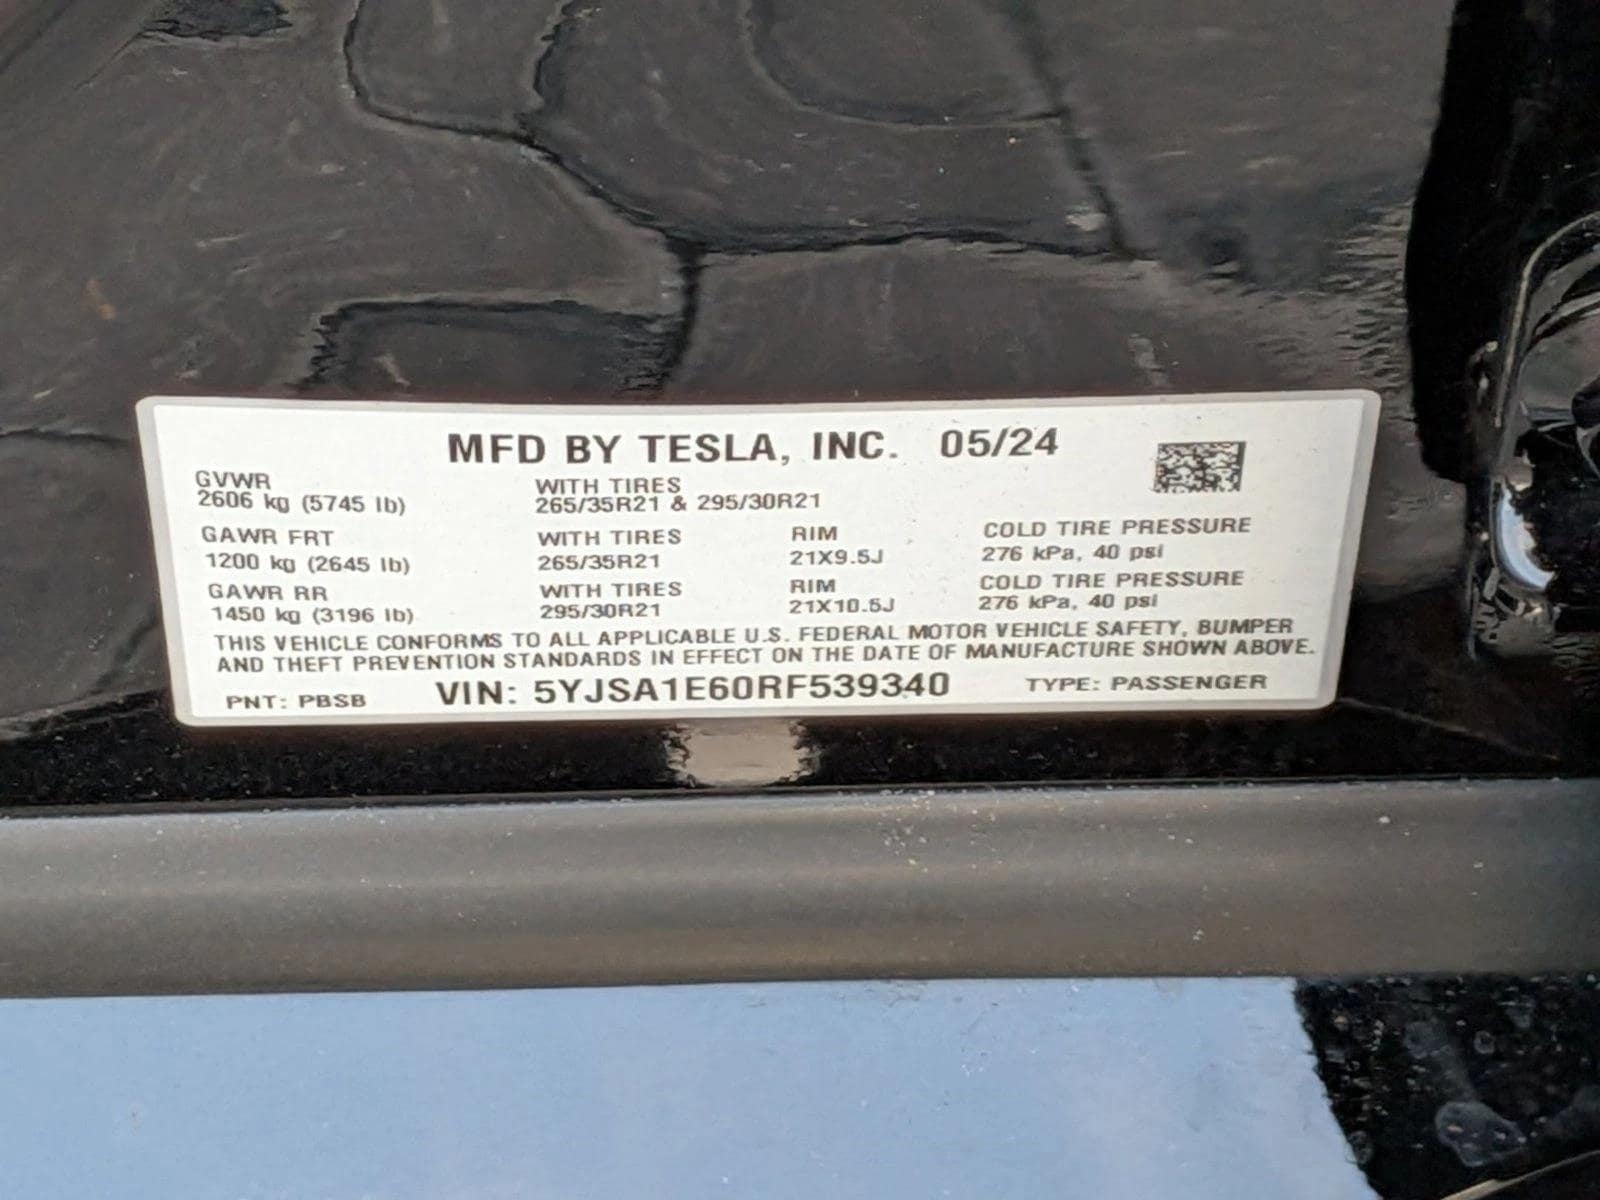 MFD BY TESLA, INC. 05/24
GVWR WITH TIRES
2606 kg (5745 lb) 265/35R21 & 295/30R21
GAWR FRT WITH TIRES RIM COLD TIRE PRESSURE
1200 kg (2645 lb) 265/35R21 21X9.5J 276 kPa, 40 psi
GAWR RR WITH TIRES RIM COLD TIRE PRESSURE
1450 kg (3196 lb) 295/30R21 21X10.5J 276 kPa, 40 psi
THIS VEHICLE CONFORMS TO ALL APPLICABLE U.S. FEDERAL MOTOR VEHICLE SAFETY, BUMPER
AND THEFT PREVENTION STANDARDS IN EFFECT ON THE DATE OF MANUFACTURE SHOWN ABOVE.
PNT: PBSB VIN: 5YJSA1E60RF539340 TYPE: PASSENGER